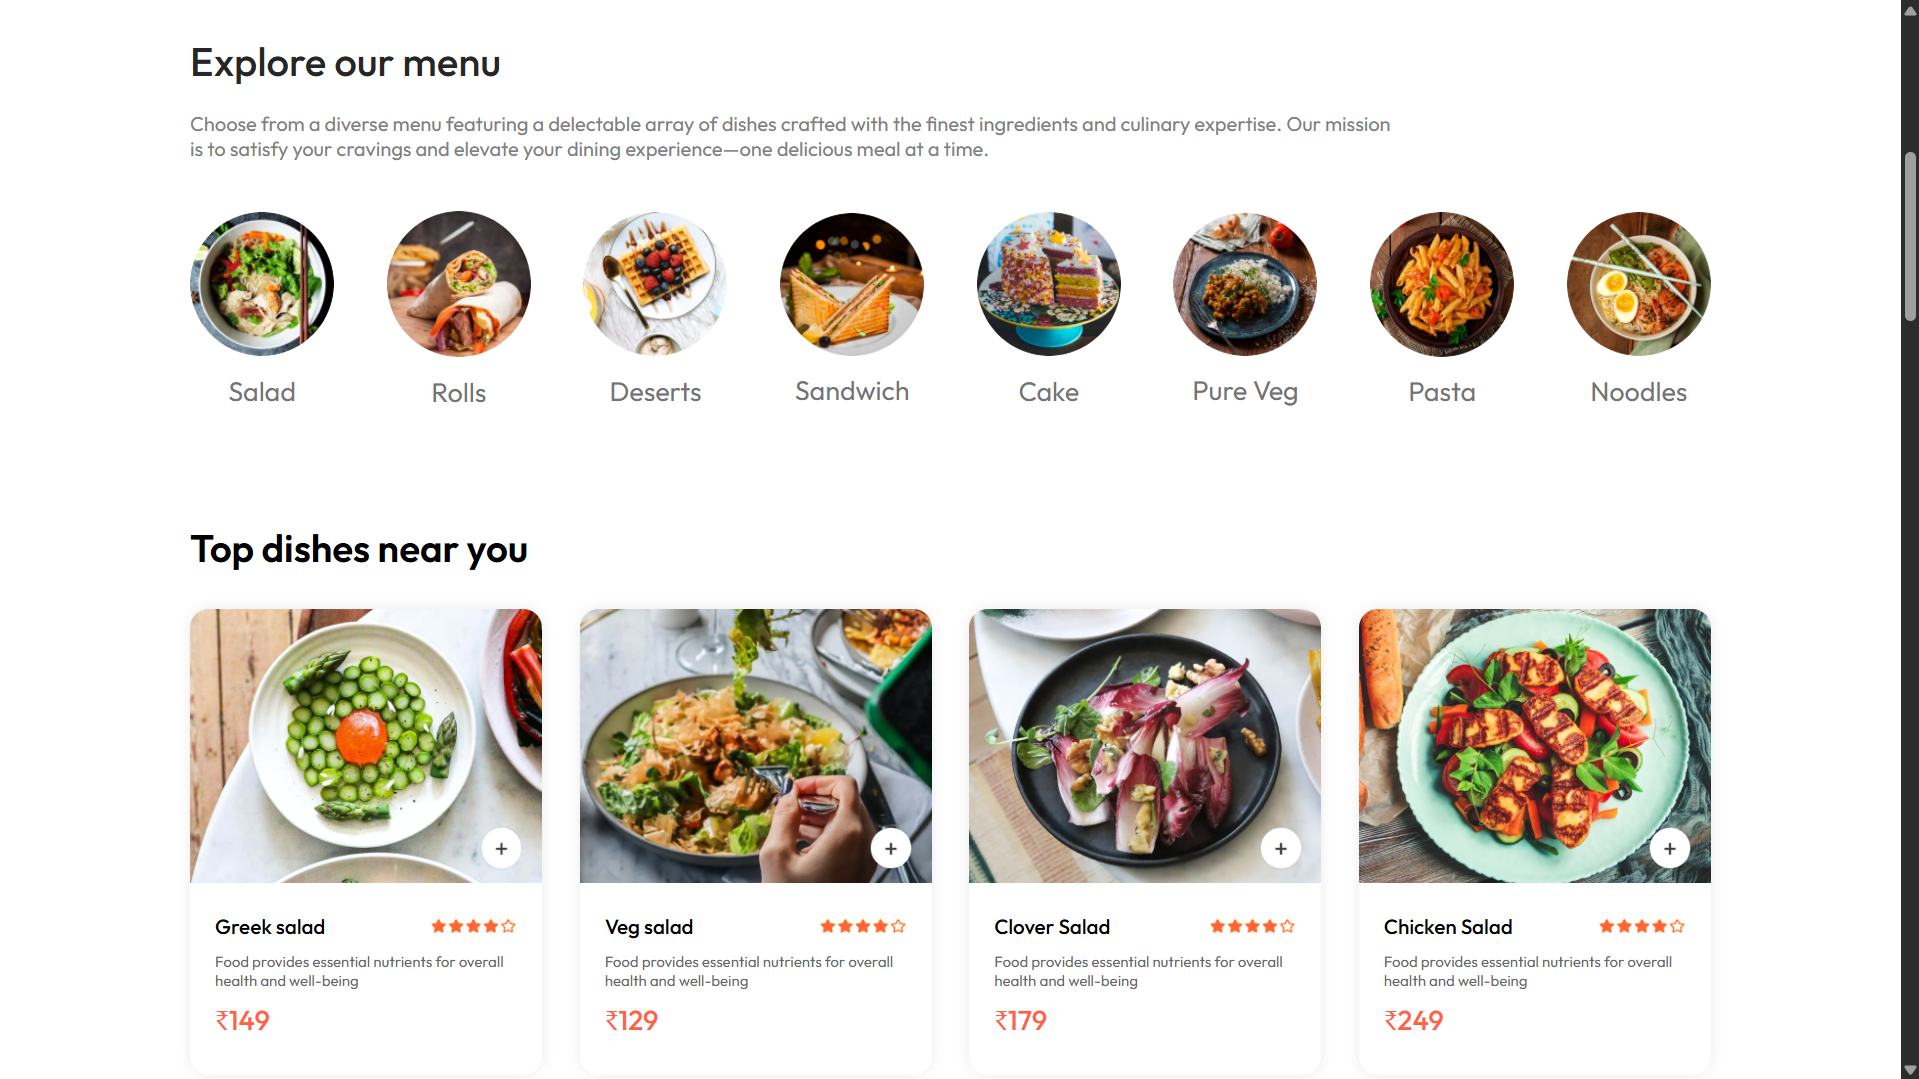 Explore our menu
Choose from a diverse menu featuring a delectable array of dishes crafted with the finest ingredients and culinary expertise. Our mission
is to satisfy your cravings and elevate your dining experience—one delicious meal at a time.
Salad
Rolls
Deserts
Sandwich
Cake
Pure Veg
Pasta
Noodles
Top dishes near you
Greek salad
Food provides essential nutrients for overall
health and well-being
₹149
Veg salad
Food provides essential nutrients for overall
health and well-being
₹129
Clover Salad
Food provides essential nutrients for overall
health and well-being
₹179
Chicken Salad
Food provides essential nutrients for overall
health and well-being
₹249